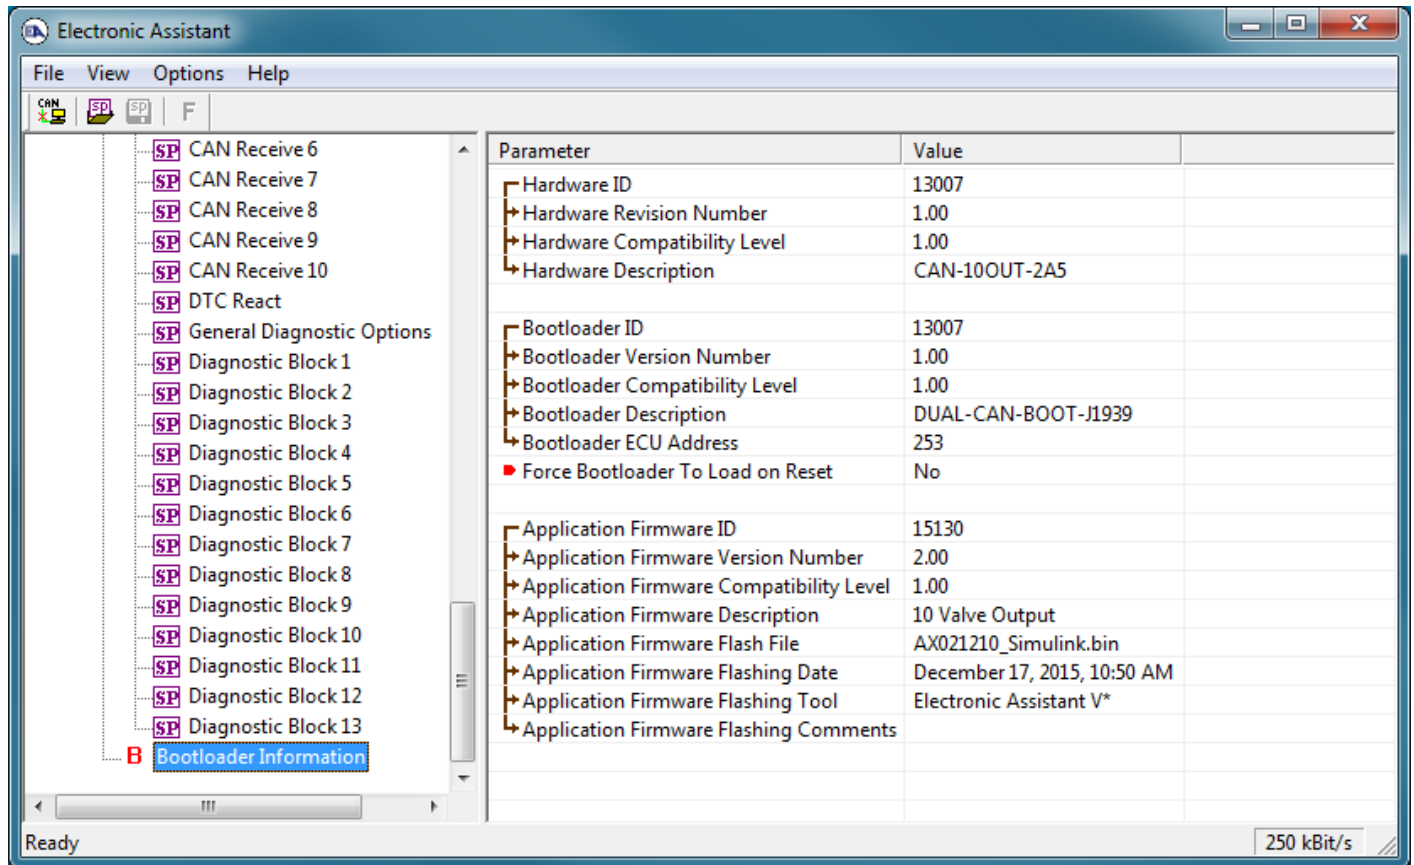 Electronic Assistant
File View Options Help
CAN SP SP F
SP CAN Receive 6
SP CAN Receive 7
SP CAN Receive 8
SP CAN Receive 9
SP CAN Receive 10
SP DTC React
SP General Diagnostic Options
SP Diagnostic Block 1
SP Diagnostic Block 2
SP Diagnostic Block 3
SP Diagnostic Block 4
SP Diagnostic Block 5
SP Diagnostic Block 6
SP Diagnostic Block 7
SP Diagnostic Block 8
SP Diagnostic Block 9
SP Diagnostic Block 10
SP Diagnostic Block 11
SP Diagnostic Block 12
SP Diagnostic Block 13
B Bootloader Information
Parameter Value
Hardware ID 13007
Hardware Revision Number 1.00
Hardware Compatibility Level 1.00
Hardware Description CAN-10OUT-2A5
Bootloader ID 13007
Bootloader Version Number 1.00
Bootloader Compatibility Level 1.00
Bootloader Description DUAL-CAN-BOOT-J1939
Bootloader ECU Address 253
Force Bootloader To Load on Reset No
Application Firmware ID 15130
Application Firmware Version Number 2.00
Application Firmware Compatibility Level 1.00
Application Firmware Description 10 Valve Output
Application Firmware Flash File AX021210_Simulink.bin
Application Firmware Flashing Date December 17, 2015, 10:50 AM
Application Firmware Flashing Tool Electronic Assistant V*
Application Firmware Flashing Comments
Ready 250 kBit/s